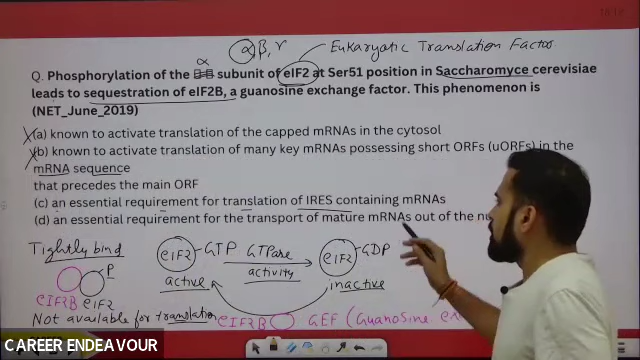 α, β, γ
Eukaryotic Translation Factor
α
Q. Phosphorylation of the subunit of eIF2 at Ser51 position in Saccharomyce cerevisiae
leads to sequestration of eIF2B, a guanosine exchange factor. This phenomenon is
(NET_June_2019)
(a) known to activate translation of the capped mRNAs in the cytosol
(b) known to activate translation of many key mRNAs possessing short ORFs (uORFs) in the
mRNA sequence
that precedes the main ORF
(c) an essential requirement for translation of IRES containing mRNAs
(d) an essential requirement for the transport of mature mRNAs out of the
Tightly bind
P
eIF2B eIF2
Not available for translation
eIF2 - GTP GTPase activity eIF2 - GDP
active inactive
eIF2B GEF (Guanosine
CAREER ENDEAVOUR